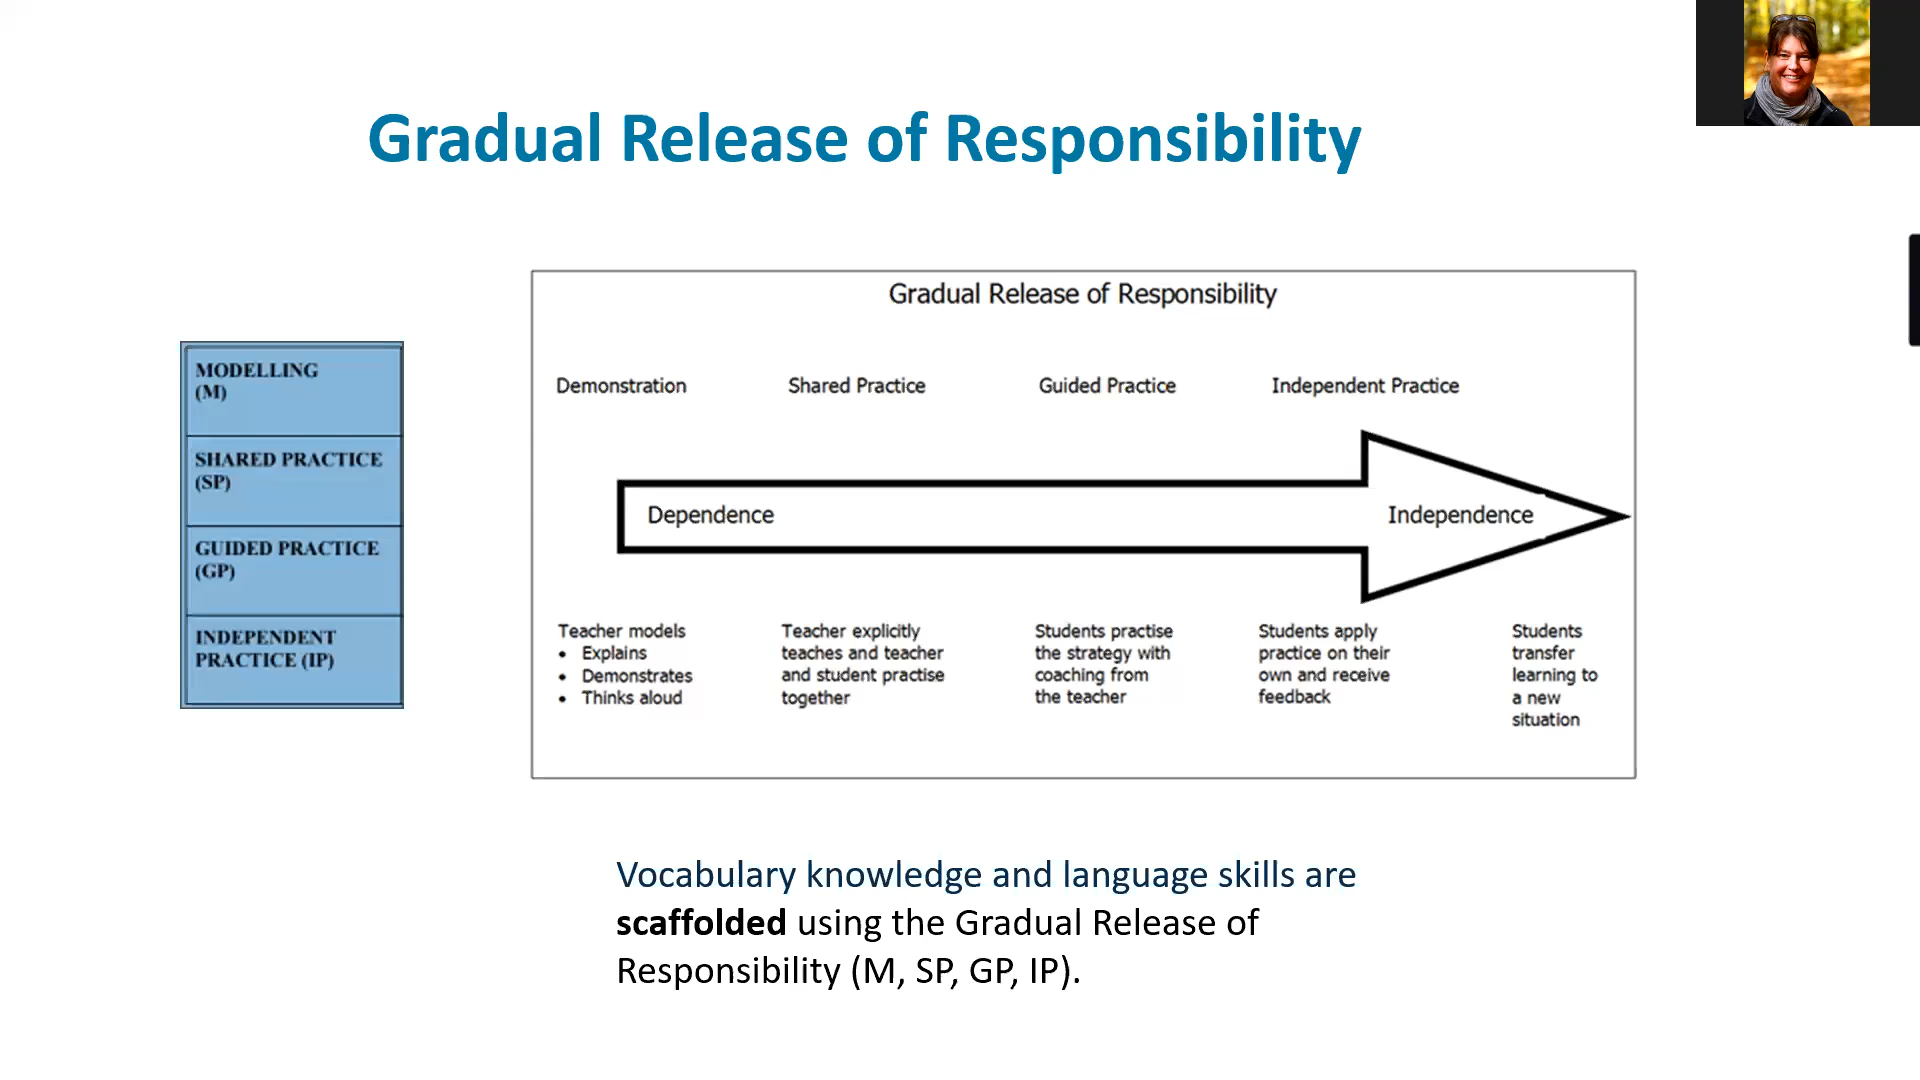 Gradual Release of Responsibility
MODELLING
(M)
SHARED PRACTICE
(SP)
GUIDED PRACTICE
(GP)
INDEPENDENT
PRACTICE (IP)
Gradual Release of Responsibility
Demonstration
Shared Practice
Guided Practice
Independent Practice
Dependence
Independence
Teacher models
• Explains
• Demonstrates
• Thinks aloud
Teacher explicitly
teaches and teacher
and student practise
together
Students practise
the strategy with
coaching from
the teacher
Students apply
practice on their
own and receive
feedback
Students
transfer
learning to
a new
situation
Vocabulary knowledge and language skills are
scaffolded using the Gradual Release of
Responsibility (M, SP, GP, IP).